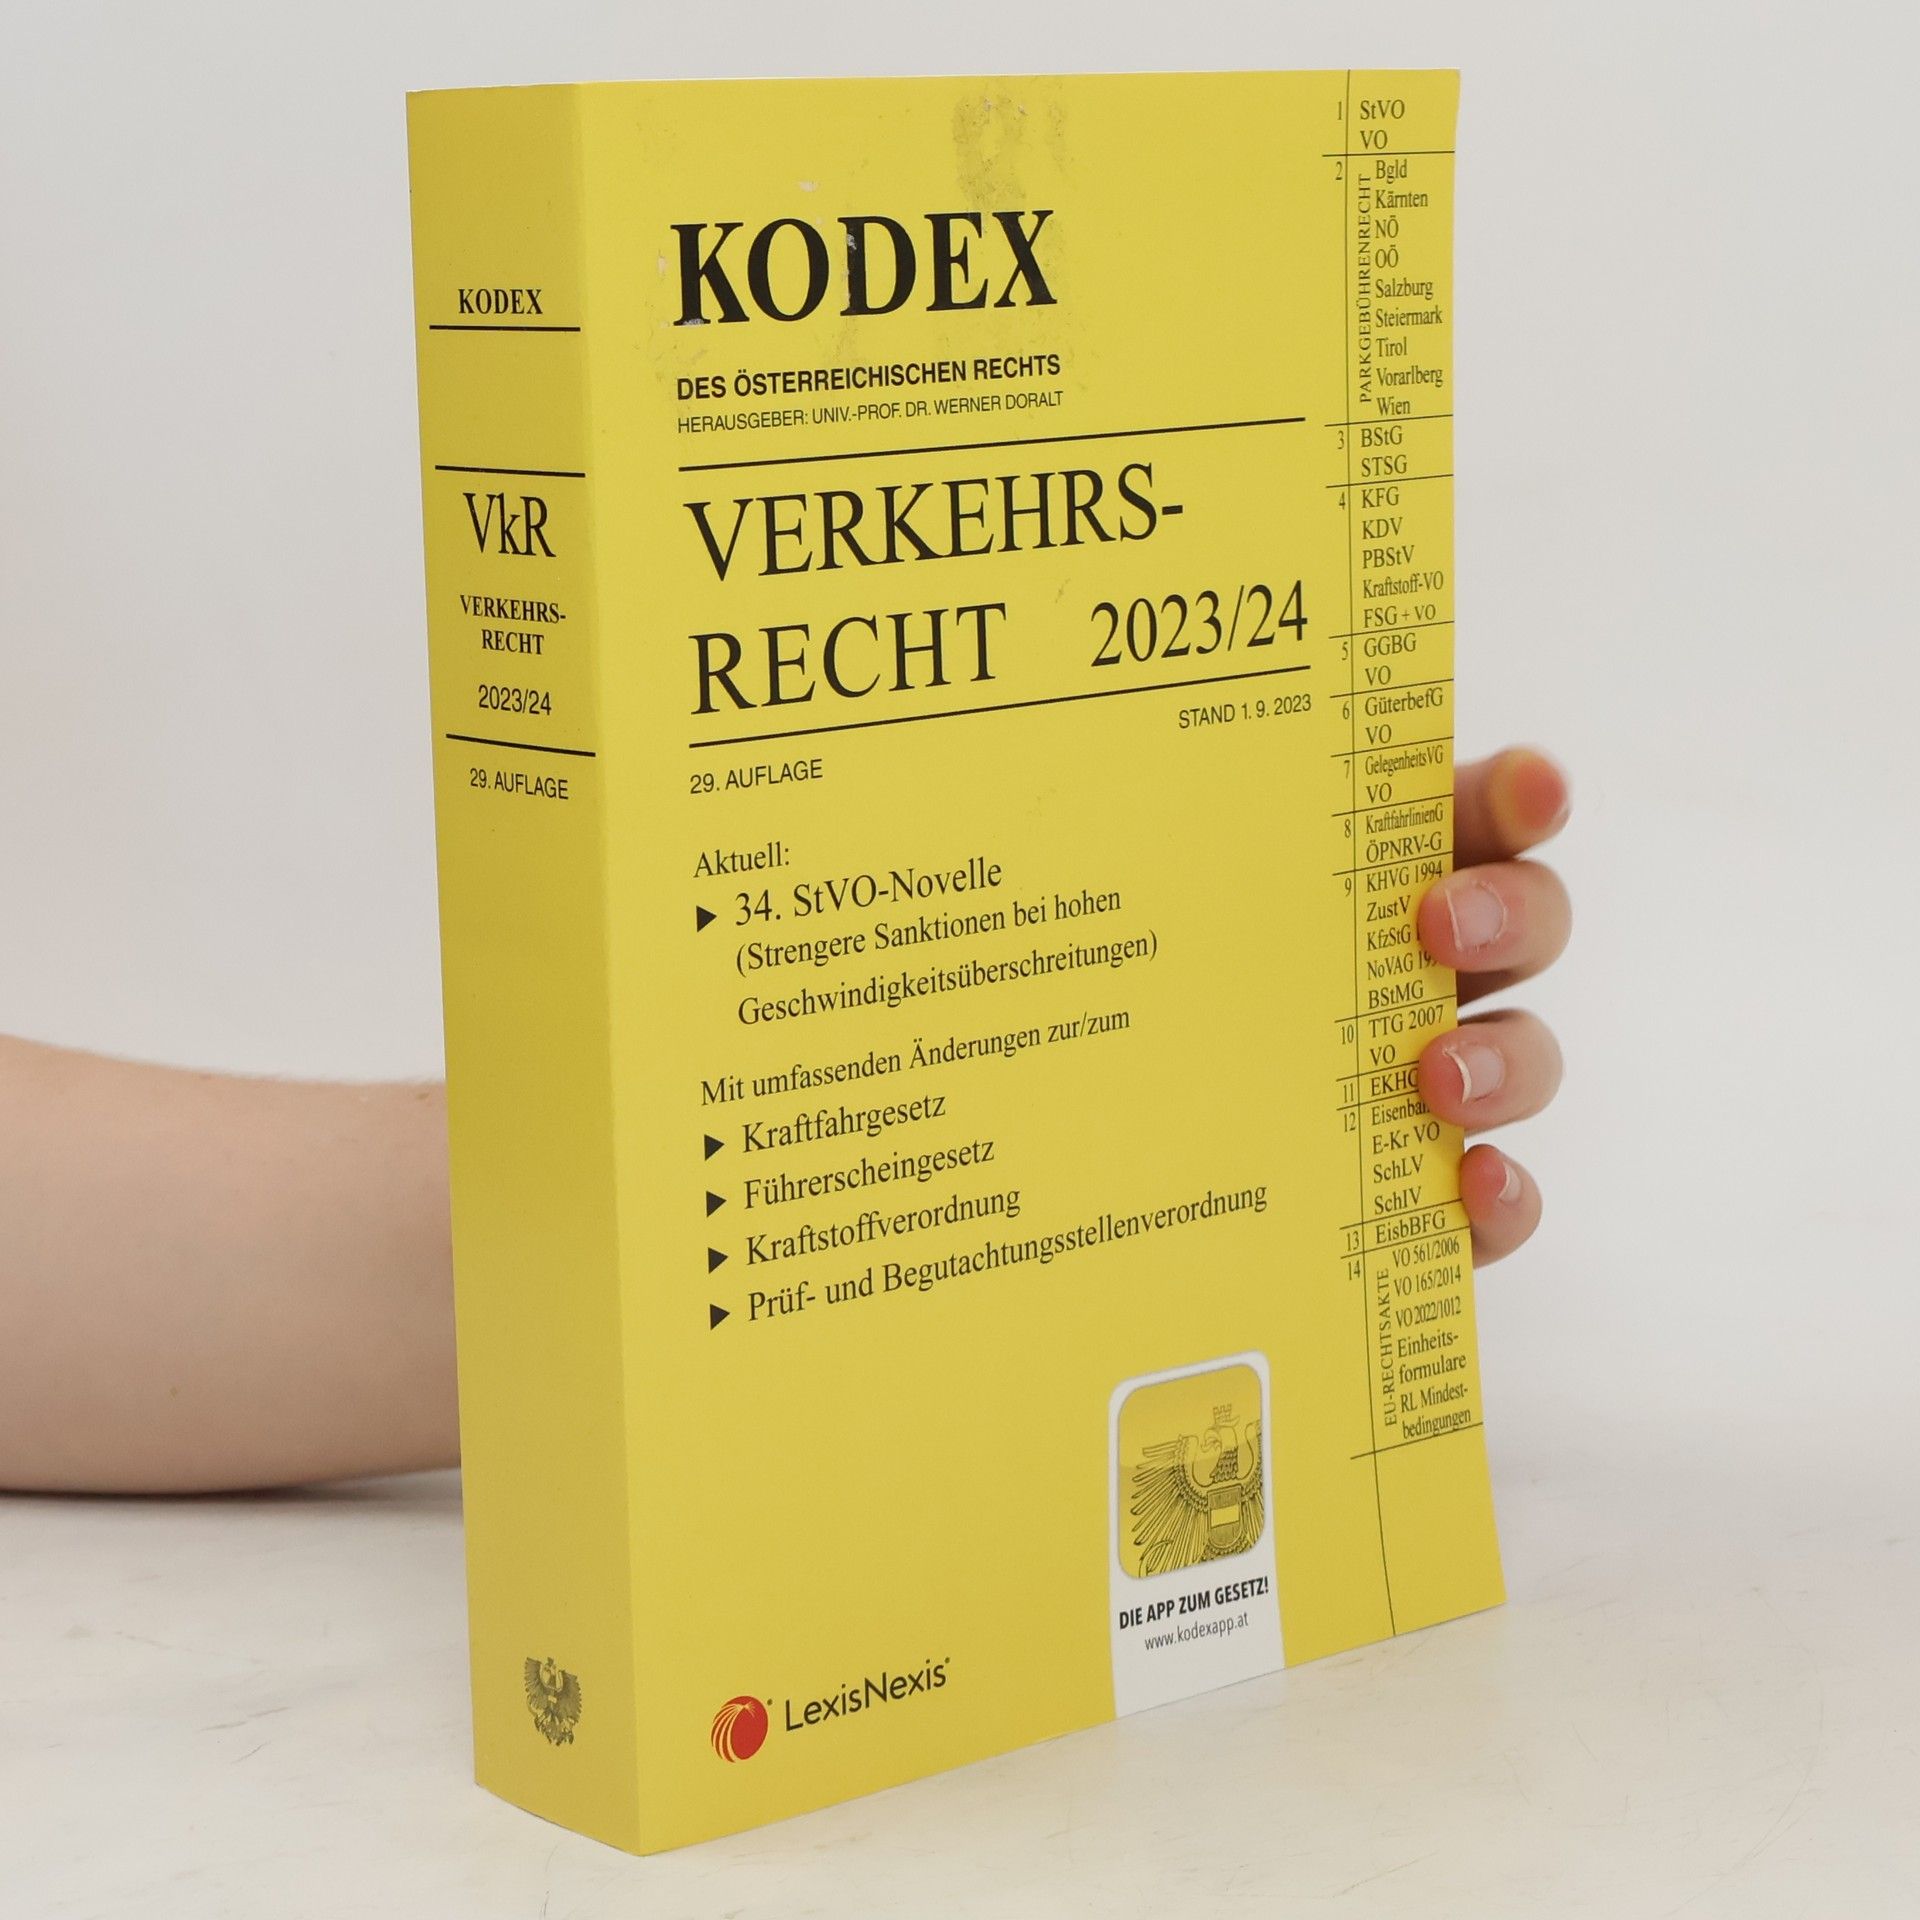 KODEX
VkR
VERKEHRS-
RECHT
2023/24
29. AUFLAGE
KODEX
DES ÖSTERREICHISCHEN RECHTS
HERAUSGEBER: UNIV.-PROF. DR. WERNER DORALT
VERKEHRS-
RECHT 2023/24
STAND 1. 9. 2023
29. AUFLAGE
Aktuell:
34. StVO-Novelle
(Strengere Sanktionen bei hohen
Geschwindigkeitsüberschreitungen)
Mit umfassenden Änderungen zur/zum
Kraftfahrgesetz
Führerscheingesetz
Kraftstoffverordnung
Prüf- und Begutachtungsstellenverordnung
DIE APP ZUM GESETZ!
www.kodexapp.at
LexisNexis®
1 StVO
VO
2 PARKGEBÜHRENRECHT
Bgld
Kärnten
NÖ
OÖ
Salzburg
Steiermark
Tirol
Vorarlberg
Wien
3 BStG
STSG
4 KFG
KDV
PBStV
Kraftstoff-VO
FSG + VO
5 GGBG
VO
6 GüterbefG
VO
7 GelegenheitsVG
VO
8 KraftfahrlinienG
ÖPNRV-G
9 KHVG 1994
ZustV
KfzStG
NoVAG
BStMG
10 TTG 2007
VO
11
12
E-Kr VO
SchLV
SchIV
13 EisbBFG
14 EU-RECHTSAKTE
VO 561/2006
VO 165/2014
VO 2022/1012
Einheits-
formulare
RL Mindest-
bedingungen